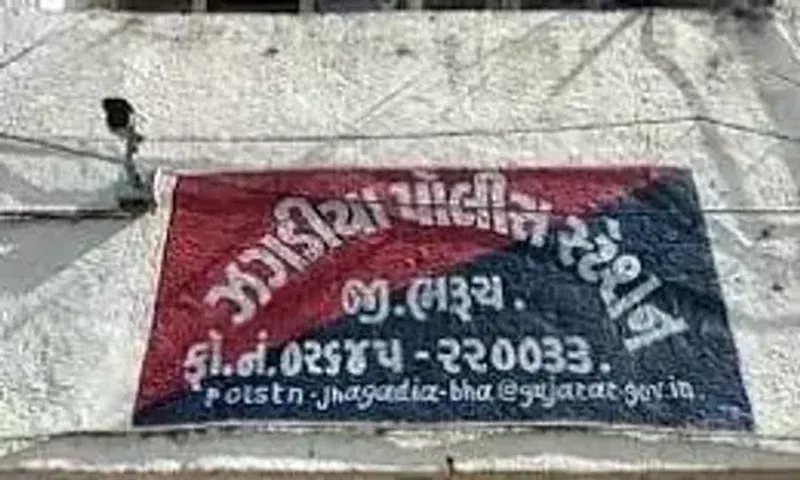 ઝગડીયા પોલીસ સ્ટેશન
જી.ભરૂચ.
ફો.નં.૦૨૬૪૫ - ૨૨૦૦૩૩.
polstn-jhagadia-bha@gujarat.gov.in.